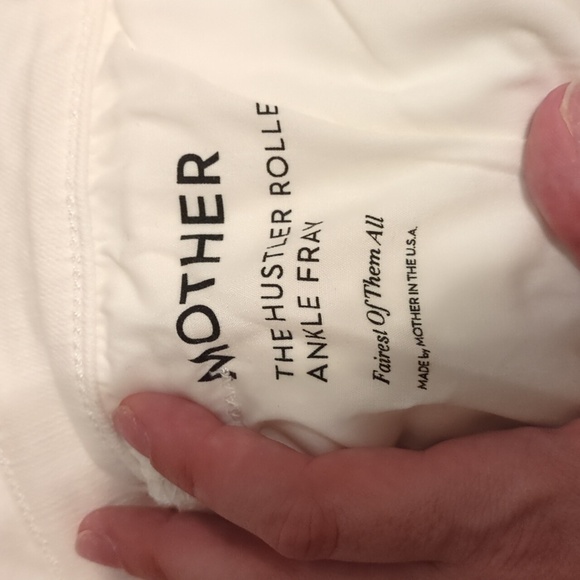 MOTHER
THE HUSTLER ROLLE
ANKLE FRAY
Fairest Of Them All
MADE by MOTHER IN THE U.S.A.